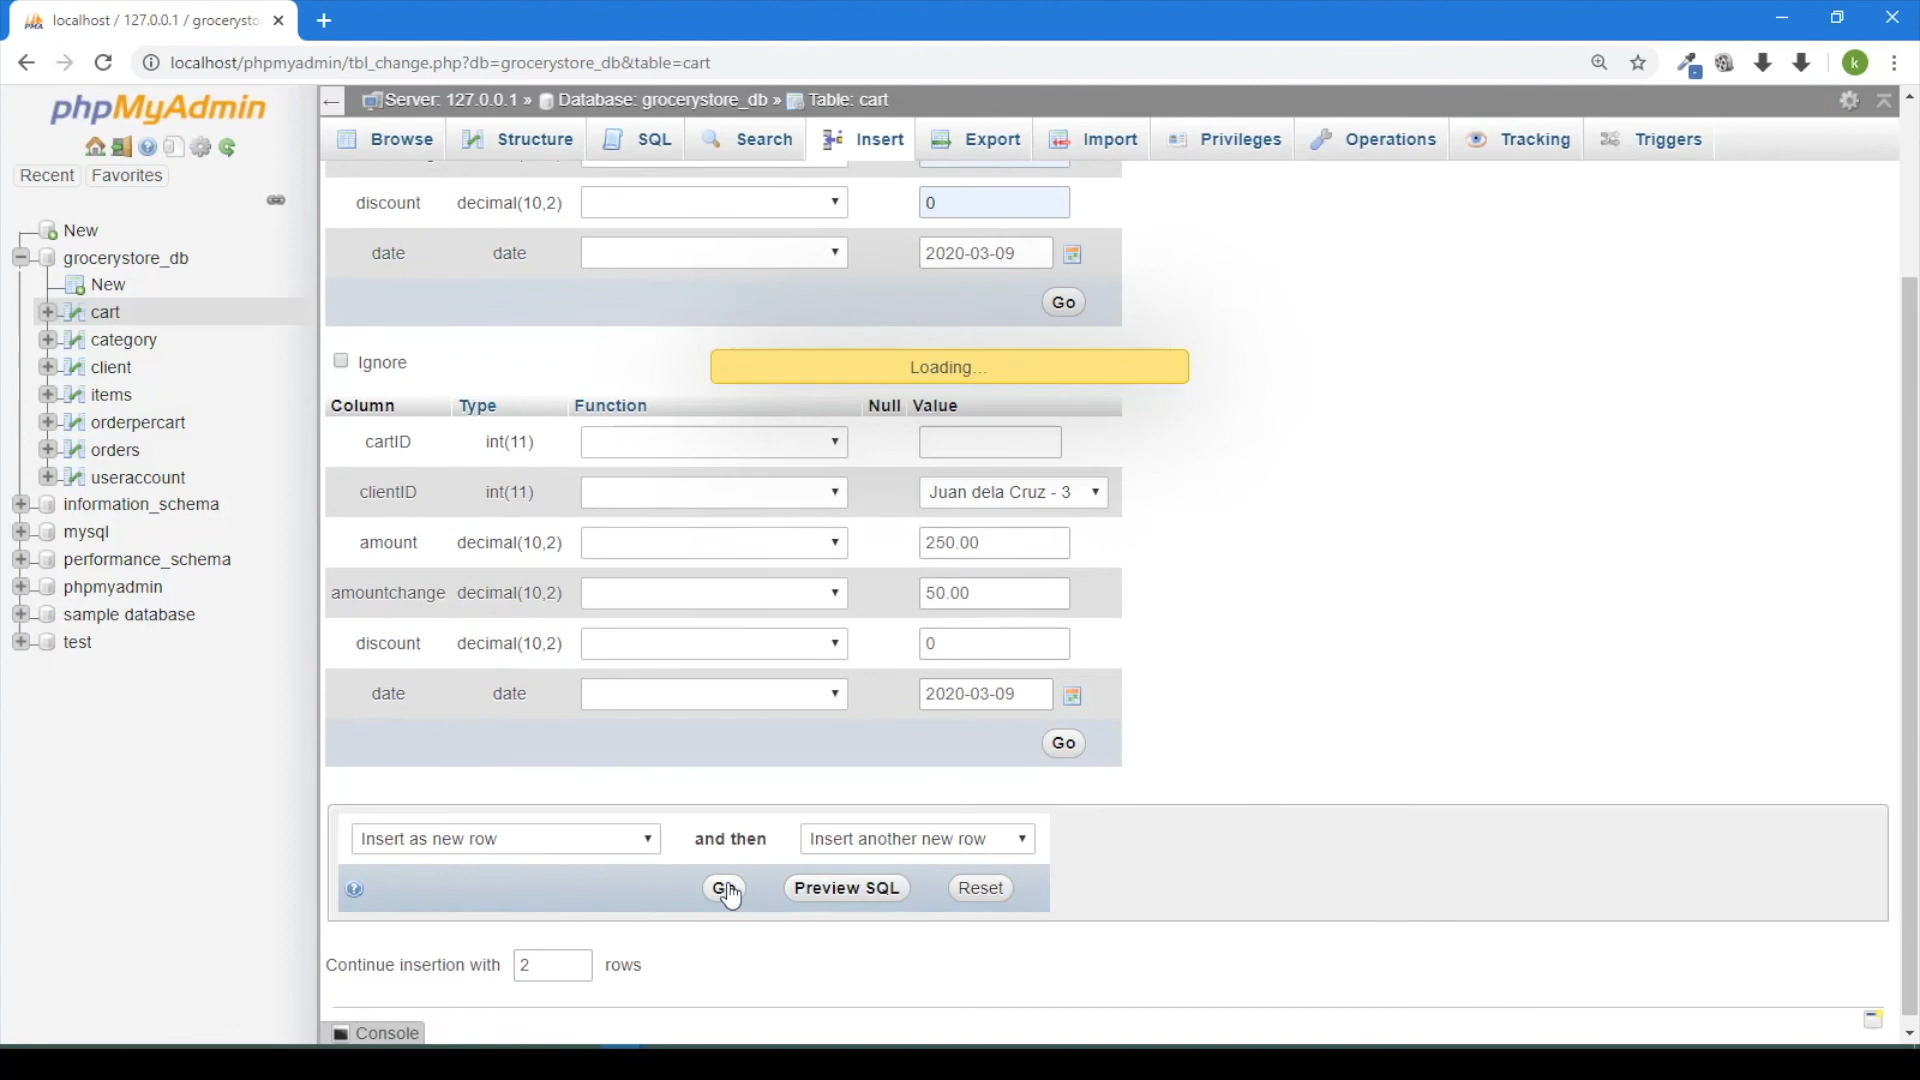 localhost / 127.0.0.1 / grocerysto
localhost/phpmyadmin/tbl_change.php?db=grocerystore_db&table=cart
k
phpMyAdmin
Recent
Favorites
New
grocerystore_db
New
cart
category
client
items
orderpercart
orders
useraccount
information_schema
mysql
performance_schema
phpmyadmin
sample database
test
Server: 127.0.0.1 » Database: grocerystore_db » Table: cart
Browse Structure SQL Search Insert Export Import Privileges Operations Tracking Triggers
discount decimal(10,2) 0
date date 2020-03-09
Go
Ignore
Loading...
Column Type Function Null Value
cartID int(11)
clientID int(11) Juan dela Cruz - 3
amount decimal(10,2) 250.00
amountchange decimal(10,2) 50.00
discount decimal(10,2) 0
date date 2020-03-09
Go
Insert as new row and then Insert another new row
Preview SQL Reset
Continue insertion with 2 rows
Console